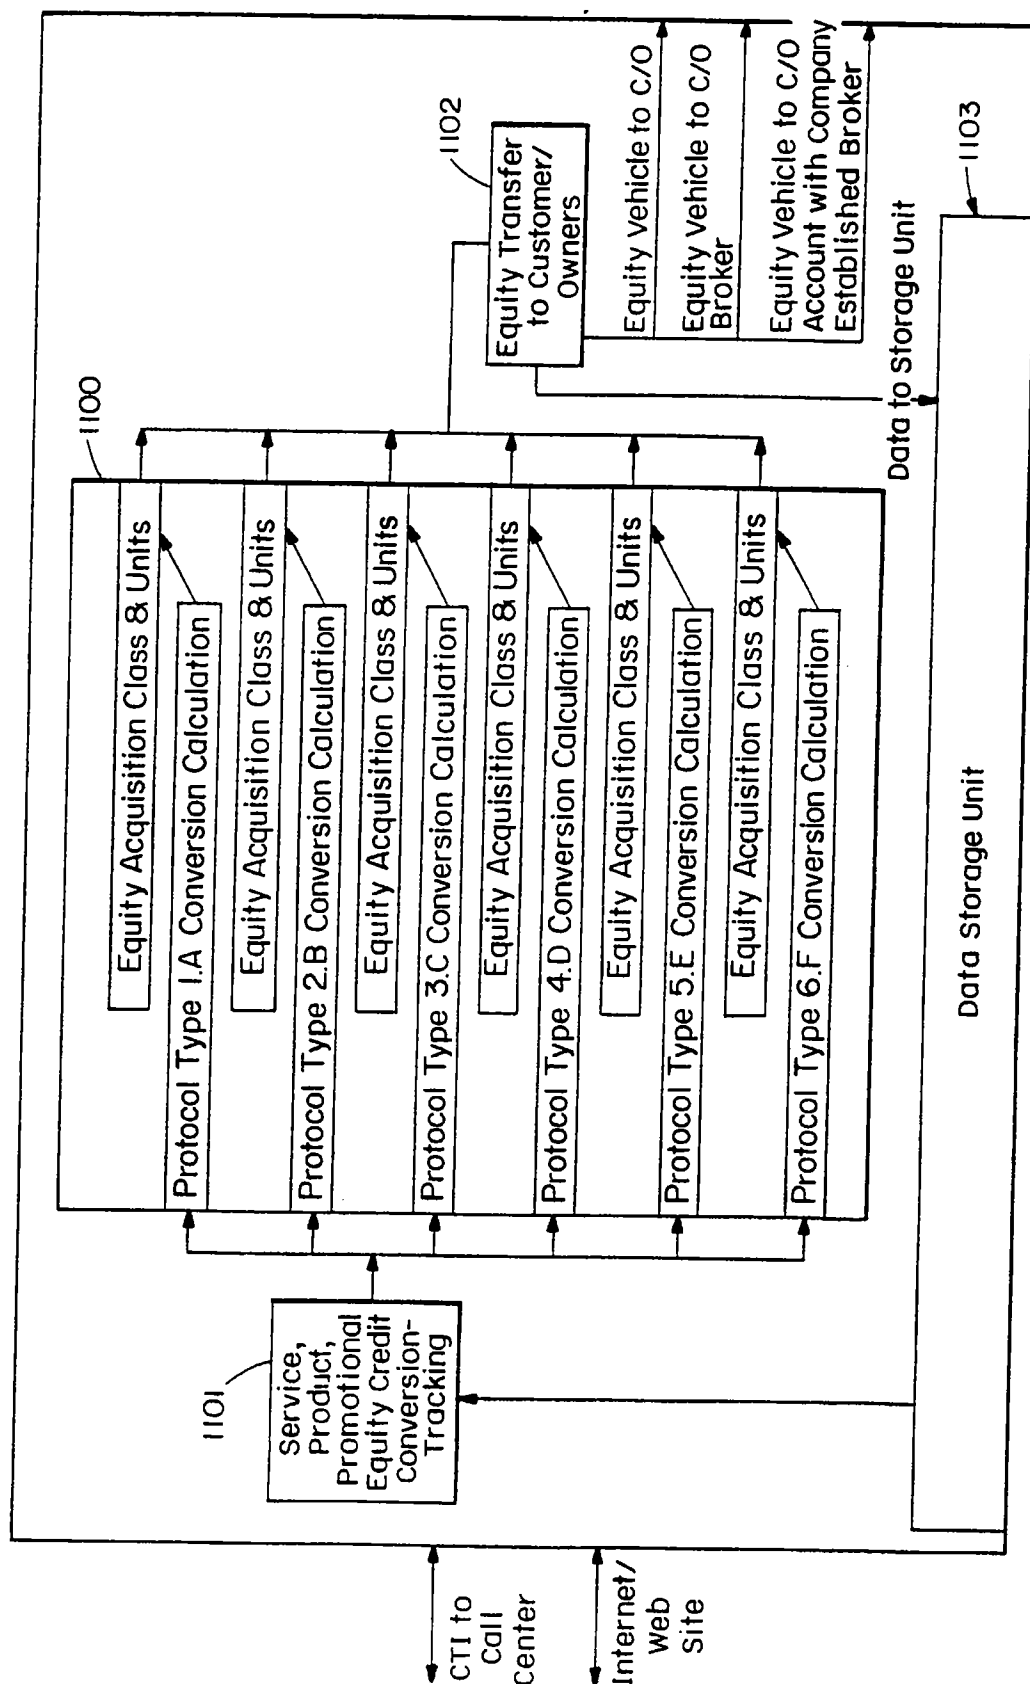 CTI to
Call
Center
Internet/
Web
Site
1101
Service,
Product,
Promotional
Equity Credit
Conversion-
Tracking
1100
Equity Acquisition Class & Units
Protocol Type 1.A Conversion Calculation
Equity Acquisition Class & Units
Protocol Type 2.B Conversion Calculation
Equity Acquisition Class & Units
Protocol Type 3.C Conversion Calculation
Equity Acquisition Class & Units
Protocol Type 4.D Conversion Calculation
Equity Acquisition Class & Units
Protocol Type 5.E Conversion Calculation
Equity Acquisition Class & Units
Protocol Type 6.F Conversion Calculation
1102
Equity Transfer
to Customer/
Owners
Equity Vehicle to C/O
Equity Vehicle to C/O
Broker
Equity Vehicle to C/O
Account with Company
Established Broker
Data to Storage Unit
1103
Data Storage Unit